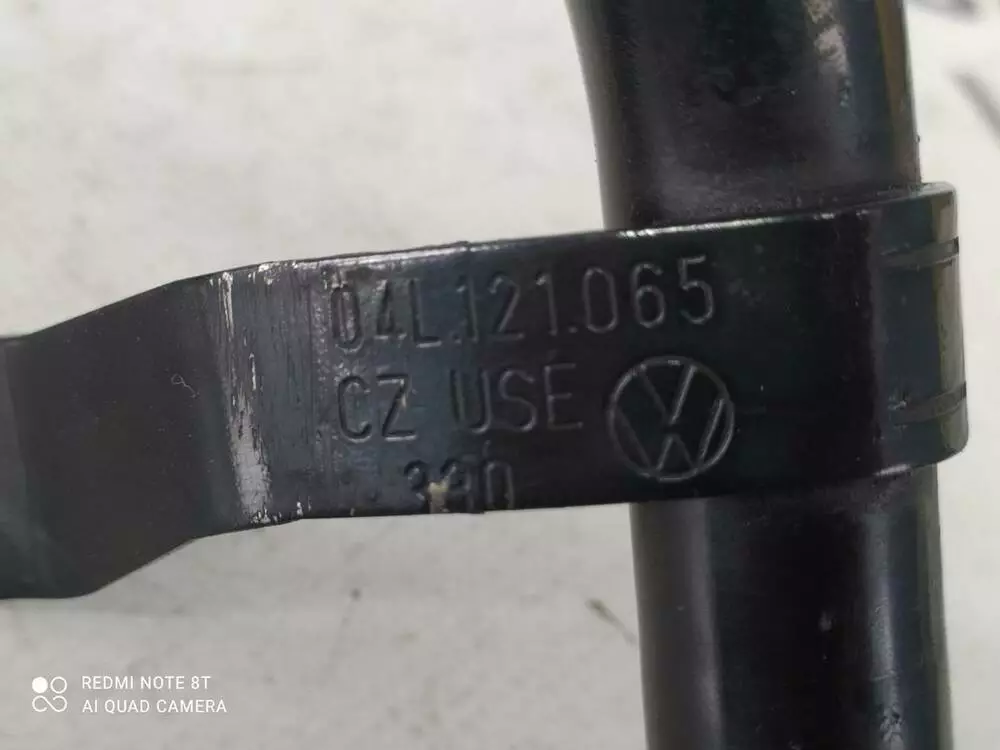 04L.121.065
CZ USE
REDMI NOTE 8T
AI QUAD CAMERA